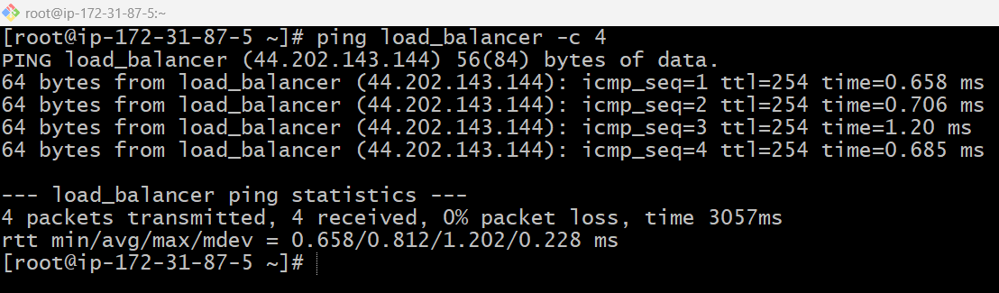 root@ip-172-31-87-5:~
[root@ip-172-31-87-5 ~]# ping load_balancer -c 4
PING load_balancer (44.202.143.144) 56(84) bytes of data.
64 bytes from load_balancer (44.202.143.144): icmp_seq=1 ttl=254 time=0.658 ms
64 bytes from load_balancer (44.202.143.144): icmp_seq=2 ttl=254 time=0.706 ms
64 bytes from load_balancer (44.202.143.144): icmp_seq=3 ttl=254 time=1.20 ms
64 bytes from load_balancer (44.202.143.144): icmp_seq=4 ttl=254 time=0.685 ms
--- load_balancer ping statistics ---
4 packets transmitted, 4 received, 0% packet loss, time 3057ms
rtt min/avg/max/mdev = 0.658/0.812/1.202/0.228 ms
[root@ip-172-31-87-5 ~]#